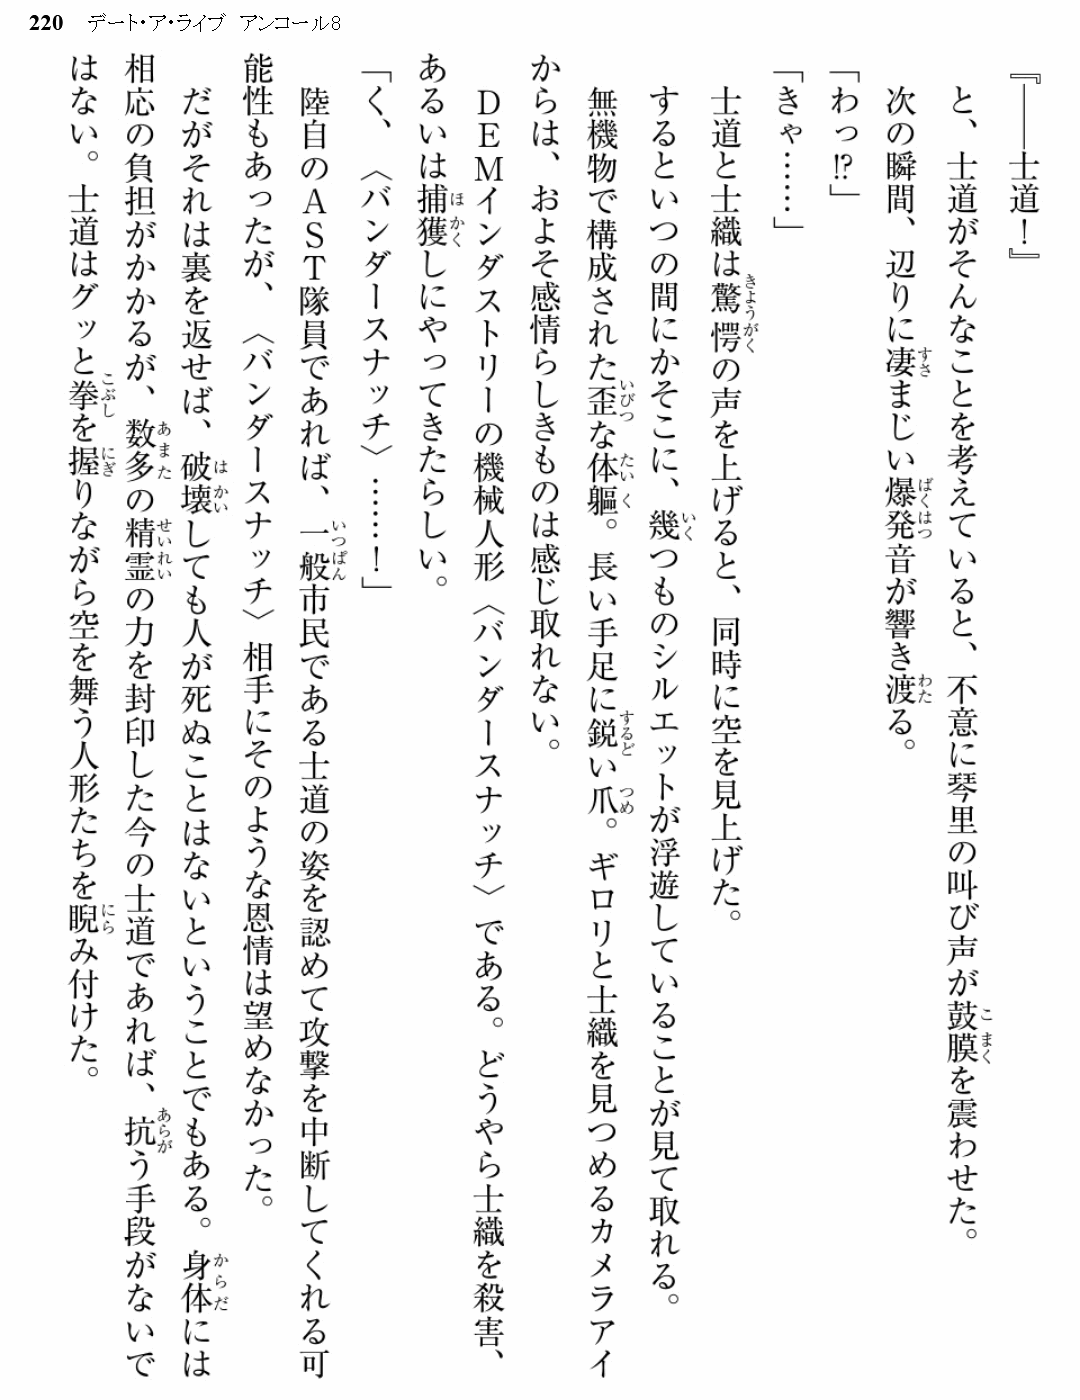 220 デート・ア・ライブ アンコール8
『――士道！』
と、士道がそんなことを考えていると、不意に琴里の叫び声が鼓膜を震わせた。
次の瞬間、辺りに凄まじい爆発音が響き渡る。
「わっ!?」
「きゃ……」
士道と士織は驚愕の声を上げると、同時に空を見上げた。
するといつの間にかそこに、幾つものシルエットが浮遊していることが見て取れる。
無機物で構成された歪な体軀。長い手足に鋭い爪。ギロリと士織を見つめるカメラアイ
からは、およそ感情らしきものは感じ取れない。
ＤＥＭインダストリーの機械人形〈バンダースナッチ〉である。どうやら士織を殺害、
あるいは捕獲しにやってきたらしい。
「く、〈バンダースナッチ〉……！」
陸自のＡＳＴ隊員であれば、一般市民である士道の姿を認めて攻撃を中断してくれる可
能性もあったが、〈バンダースナッチ〉相手にそのような恩情は望めなかった。
だがそれは裏を返せば、破壊しても人が死ぬことはないということでもある。身体には
相応の負担がかかるが、数多の精霊の力を封印した今の士道であれば、抗う手段がないで
はない。士道はグッと拳を握りながら空を舞う人形たちを睨み付けた。